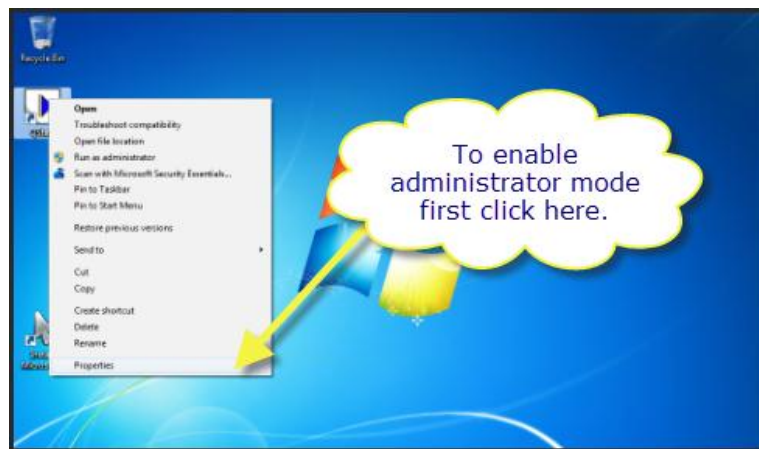 Recycle Bin
Open
Troubleshoot compatibility
Open file location
Run as administrator
Scan with Microsoft Security Essentials...
Pin to Taskbar
Pin to Start Menu
Restore previous versions
Send to
Cut
Copy
Create shortcut
Delete
Rename
Properties
To enable
administrator mode
first click here.